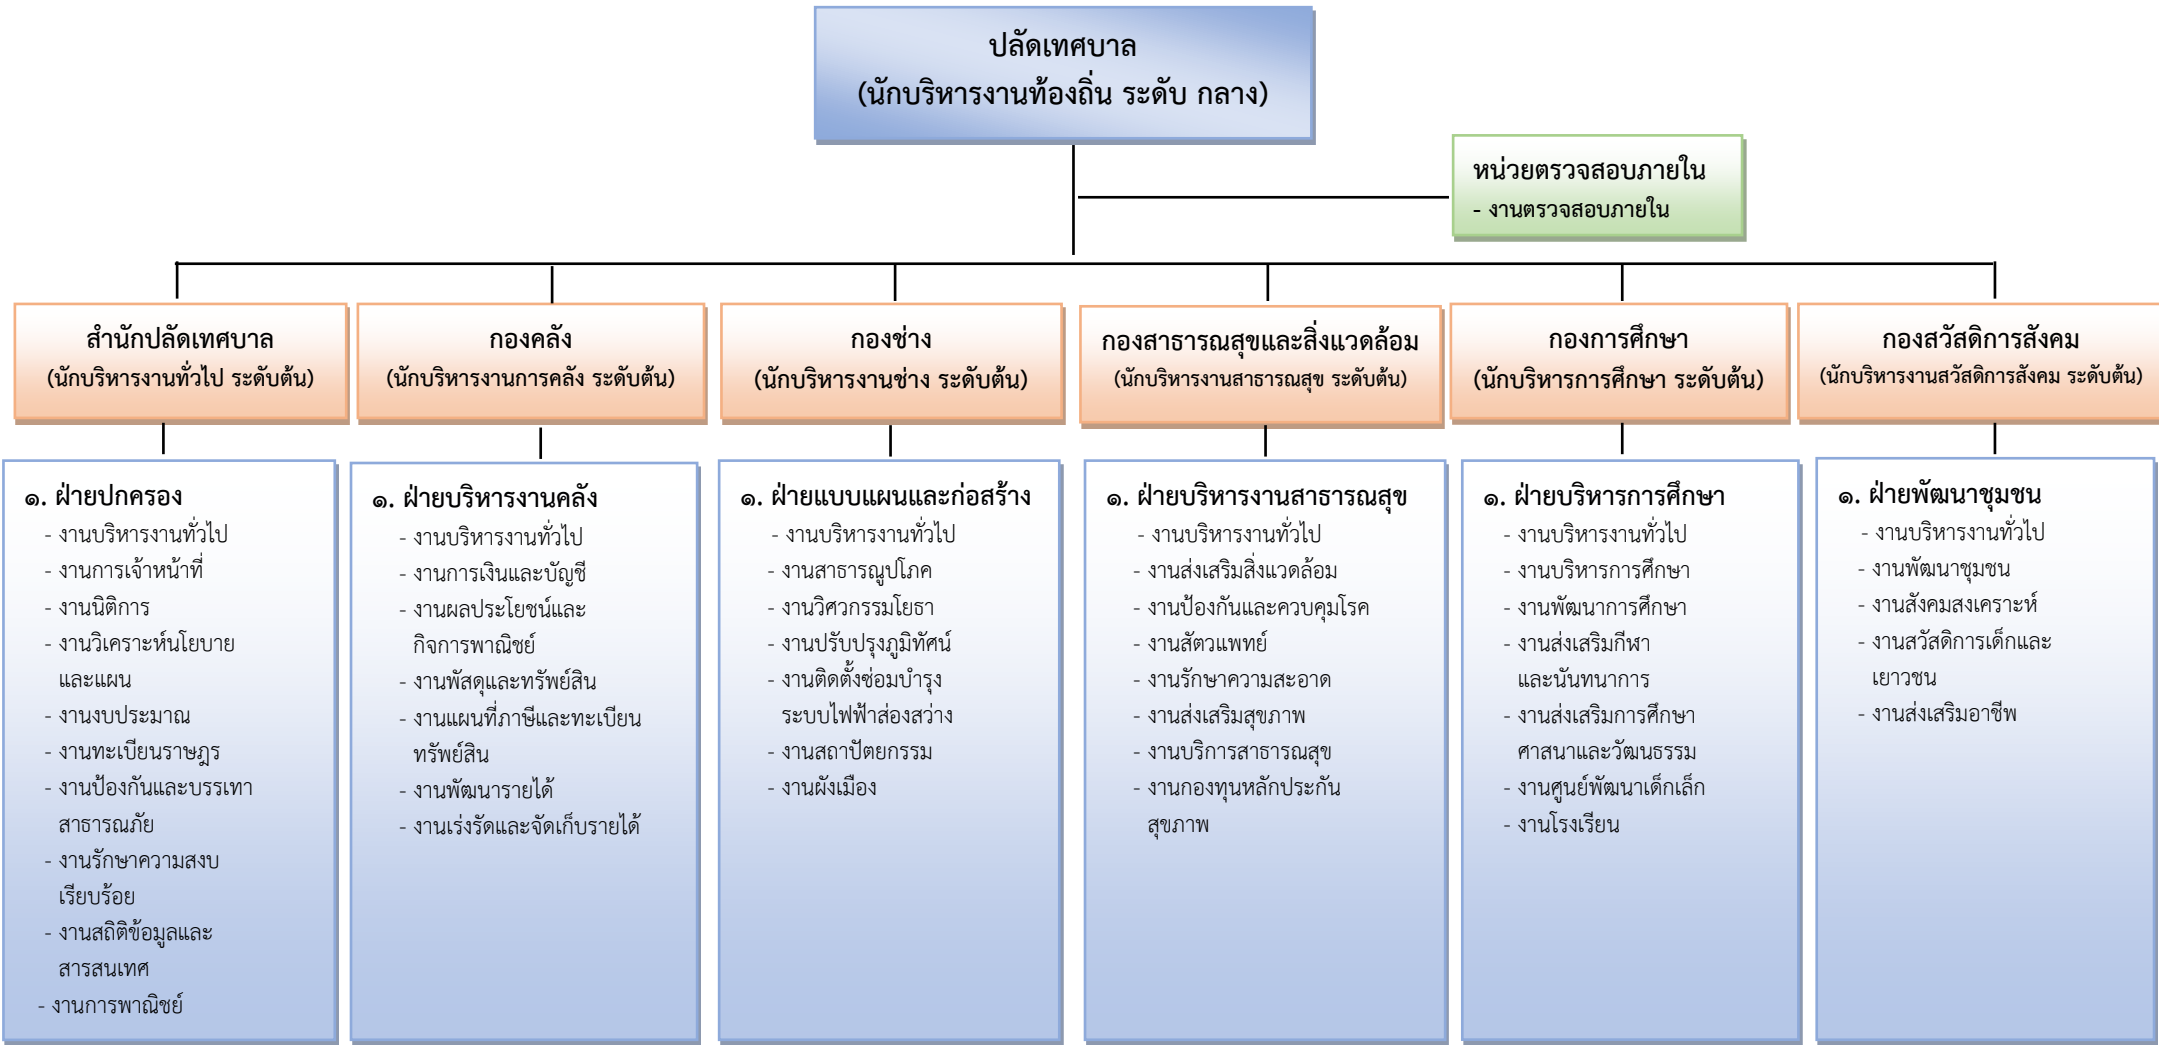 ปลัดเทศบาล
(นักบริหารงานท้องถิ่น ระดับ กลาง)
หน่วยตรวจสอบภายใน
- งานตรวจสอบภายใน
สำนักปลัดเทศบาล
(นักบริหารงานทั่วไป ระดับต้น)
กองคลัง
(นักบริหารงานการคลัง ระดับต้น)
กองช่าง
(นักบริหารงานช่าง ระดับต้น)
กองสาธารณสุขและสิ่งแวดล้อม
(นักบริหารงานสาธารณสุข ระดับต้น)
กองการศึกษา
(นักบริหารการศึกษา ระดับต้น)
กองสวัสดิการสังคม
(นักบริหารงานสวัสดิการสังคม ระดับต้น)
๑. ฝ่ายปกครอง
- งานบริหารงานทั่วไป
- งานการเจ้าหน้าที่
- งานนิติการ
- งานวิเคราะห์นโยบาย
และแผน
- งานงบประมาณ
- งานทะเบียนราษฎร
- งานป้องกันและบรรเทา
สาธารณภัย
- งานรักษาความสงบ
เรียบร้อย
- งานสถิติข้อมูลและ
สารสนเทศ
- งานการพาณิชย์
๑. ฝ่ายบริหารงานคลัง
- งานบริหารงานทั่วไป
- งานการเงินและบัญชี
- งานผลประโยชน์และ
กิจการพาณิชย์
- งานพัสดุและทรัพย์สิน
- งานแผนที่ภาษีและทะเบียน
ทรัพย์สิน
- งานพัฒนารายได้
- งานเร่งรัดและจัดเก็บรายได้
๑. ฝ่ายแบบแผนและก่อสร้าง
- งานบริหารงานทั่วไป
- งานสาธารณูปโภค
- งานวิศวกรรมโยธา
- งานปรับปรุงภูมิทัศน์
- งานติดตั้งซ่อมบำรุง
ระบบไฟฟ้าส่องสว่าง
- งานสถาปัตยกรรม
- งานผังเมือง
๑. ฝ่ายบริหารงานสาธารณสุข
- งานบริหารงานทั่วไป
- งานส่งเสริมสิ่งแวดล้อม
- งานป้องกันและควบคุมโรค
- งานสัตวแพทย์
- งานรักษาความสะอาด
- งานส่งเสริมสุขภาพ
- งานบริการสาธารณสุข
- งานกองทุนหลักประกัน
สุขภาพ
๑. ฝ่ายบริหารการศึกษา
- งานบริหารงานทั่วไป
- งานบริหารการศึกษา
- งานพัฒนาการศึกษา
- งานส่งเสริมกีฬา
และนันทนาการ
- งานส่งเสริมการศึกษา
ศาสนาและวัฒนธรรม
- งานศูนย์พัฒนาเด็กเล็ก
- งานโรงเรียน
๑. ฝ่ายพัฒนาชุมชน
- งานบริหารงานทั่วไป
- งานพัฒนาชุมชน
- งานสังคมสงเคราะห์
- งานสวัสดิการเด็กและ
เยาวชน
- งานส่งเสริมอาชีพ